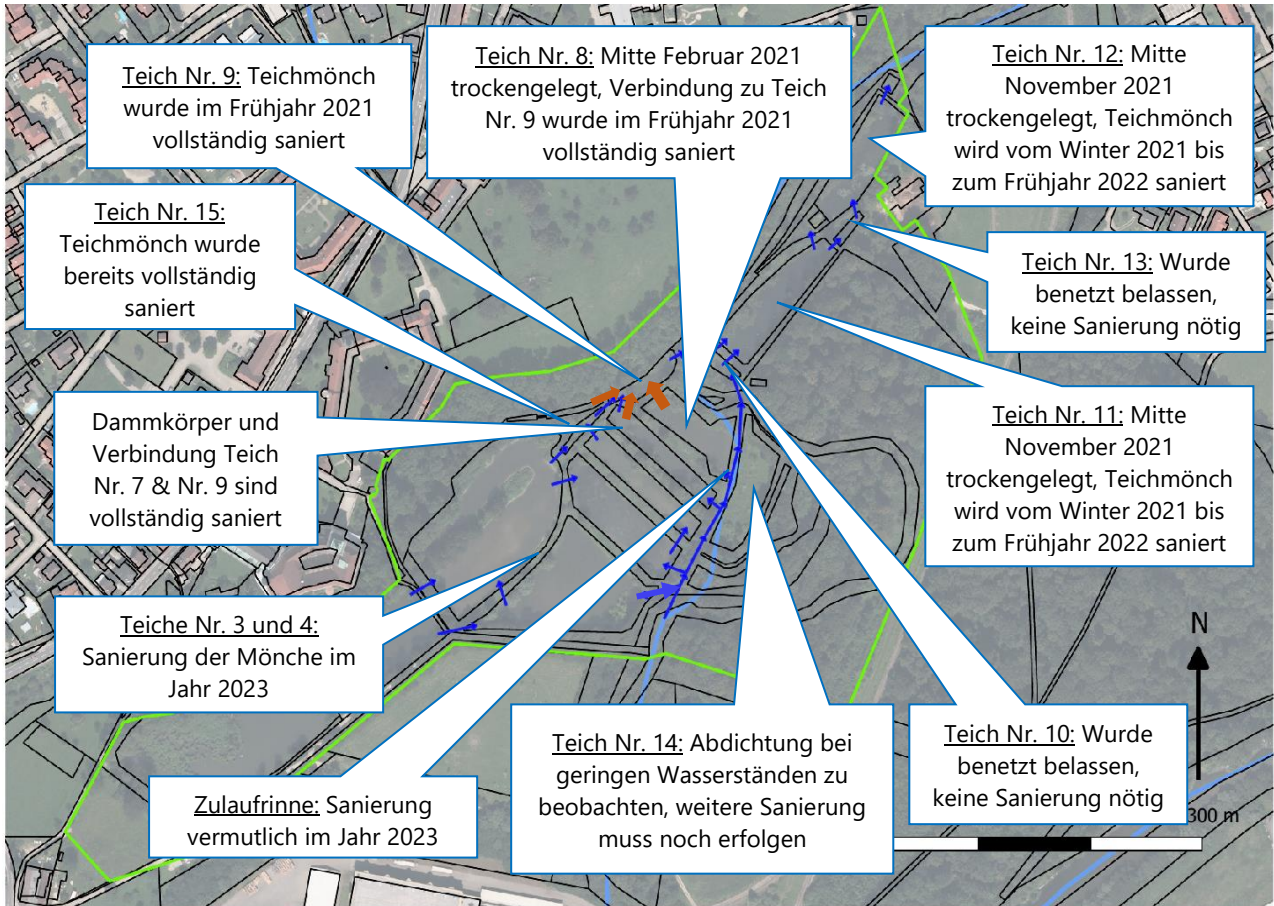 Teich Nr. 9: Teichmönch
wurde im Frühjahr 2021
vollständig saniert
Teich Nr. 8: Mitte Februar 2021
trockengelegt, Verbindung zu Teich
Nr. 9 wurde im Frühjahr 2021
vollständig saniert
Teich Nr. 12: Mitte
November 2021
trockengelegt, Teichmönch
wird vom Winter 2021 bis
zum Frühjahr 2022 saniert
Teich Nr. 15:
Teichmönch wurde
bereits vollständig
saniert
Teich Nr. 13: Wurde
benetzt belassen,
keine Sanierung nötig
Dammkörper und
Verbindung Teich
Nr. 7 & Nr. 9 sind
vollständig saniert
Teich Nr. 11: Mitte
November 2021
trockengelegt, Teichmönch
wird vom Winter 2021 bis
zum Frühjahr 2022 saniert
Teiche Nr. 3 und 4:
Sanierung der Mönche im
Jahr 2023
N
Zulaufrinne: Sanierung
vermutlich im Jahr 2023
Teich Nr. 14: Abdichtung bei
geringen Wasserständen zu
beobachten, weitere Sanierung
muss noch erfolgen
Teich Nr. 10: Wurde
benetzt belassen,
keine Sanierung nötig
300 m